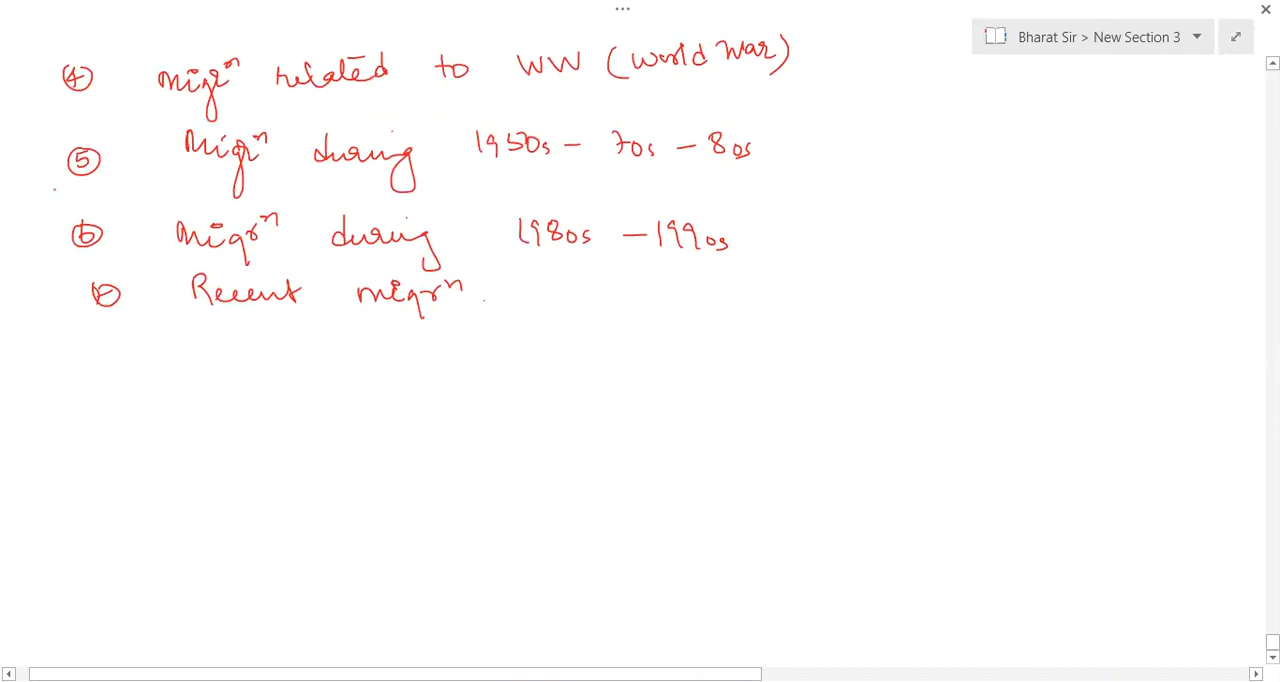 ...
Bharat Sir > New Section 3
④ Migrⁿ related to WW (World War)
⑤ Migrⁿ during 1950s - 70s - 80s
⑥ Migrⁿ during 1980s - 1990s
⑦ Recent migrⁿ